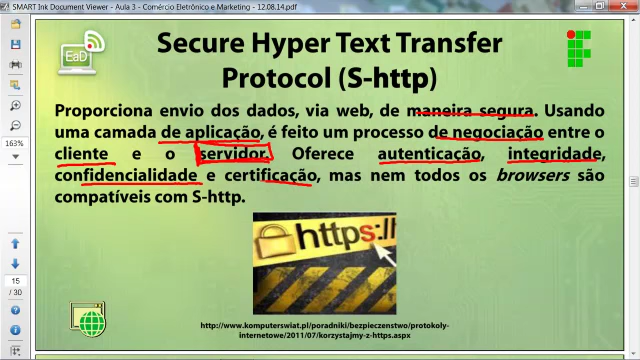 SMART Ink Document Viewer - Aula 3 - Comércio Eletrônico e Marketing - 12.08.14.pdf
EaD
Secure Hyper Text Transfer
Protocol (S-http)
Proporciona envio dos dados, via web, de maneira segura. Usando
uma camada de aplicação, é feito um processo de negociação entre o
cliente e o servidor. Oferece autenticação, integridade,
confidencialidade e certificação, mas nem todos os browsers são
compatíveis com S-http.
https://
163%
15
/ 30
http://www.komputerswiat.pl/poradniki/bezpieczenstwo/protokoly-
internetowe/2011/07/korzystajmy-z-https.aspx